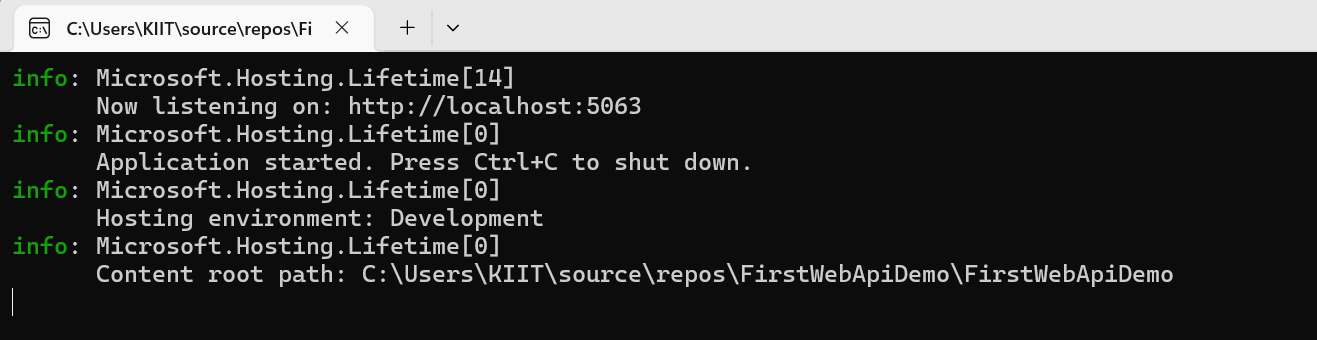 C:\Users\KIIT\source\repos\Fi
info: Microsoft.Hosting.Lifetime[14]
      Now listening on: http://localhost:5063
info: Microsoft.Hosting.Lifetime[0]
      Application started. Press Ctrl+C to shut down.
info: Microsoft.Hosting.Lifetime[0]
      Hosting environment: Development
info: Microsoft.Hosting.Lifetime[0]
      Content root path: C:\Users\KIIT\source\repos\FirstWebApiDemo\FirstWebApiDemo